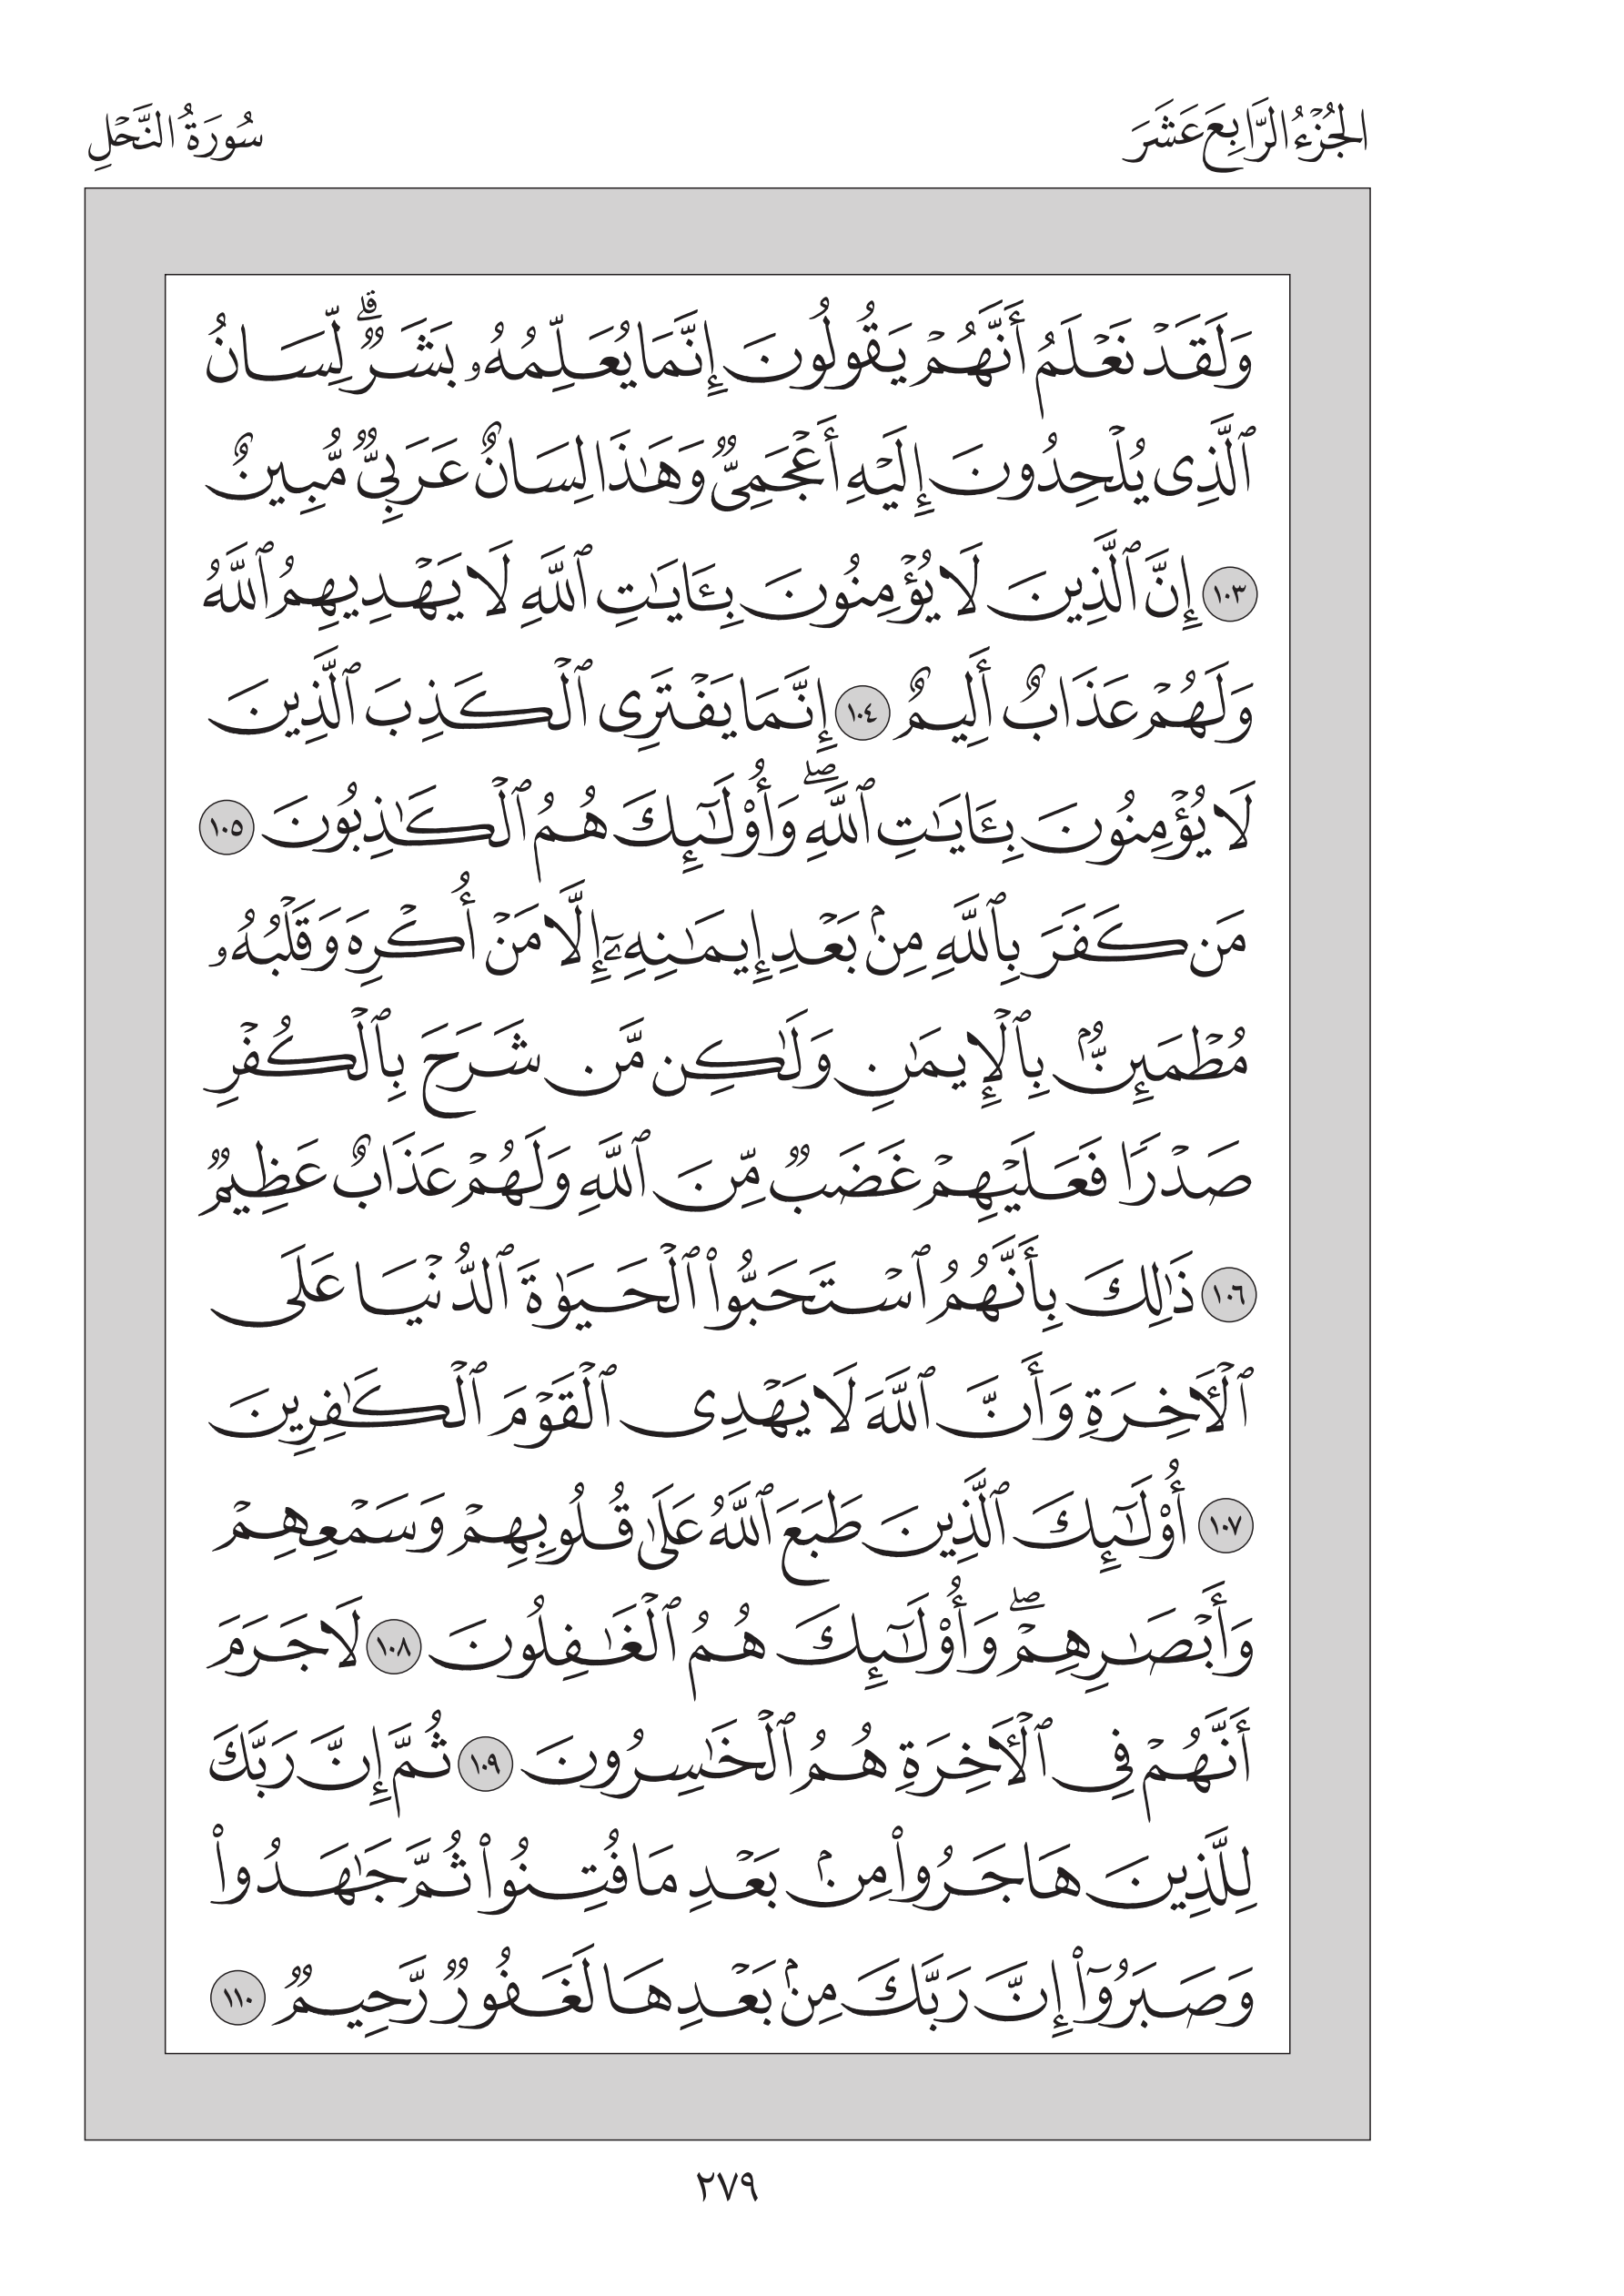 الجُزْءُ الرَّابِعَ عَشَرَ
سُورَةُ النَّحْلِ
وَلَقَدْ نَعْلَمُ أَنَّهُمْ يَقُولُونَ إِنَّمَا يُعَلِّمُهُۥ بَشَرٌۭ ۗ لِّسَانُ
ٱلَّذِى يُلْحِدُونَ إِلَيْهِ أَعْجَمِىٌّۭ وَهَٰذَا لِسَانٌ عَرَبِىٌّۭ مُّبِينٌ
١٠٣ إِنَّ ٱلَّذِينَ لَا يُؤْمِنُونَ بِـَٔايَٰتِ ٱللَّهِ لَا يَهْدِيهِمُ ٱللَّهُ
وَلَهُمْ عَذَابٌ أَلِيمٌ ١٠٤ إِنَّمَا يَفْتَرِى ٱلْكَذِبَ ٱلَّذِينَ
لَا يُؤْمِنُونَ بِـَٔايَٰتِ ٱللَّهِ ۖ وَأُو۟لَٰٓئِكَ هُمُ ٱلْكَٰذِبُونَ ١٠٥
مَن كَفَرَ بِٱللَّهِ مِنۢ بَعْدِ إِيمَٰنِهِۦٓ إِلَّا مَنْ أُكْرِهَ وَقَلْبُهُۥ
مُطْمَئِنٌّۢ بِٱلْإِيمَٰنِ وَلَٰكِن مَّن شَرَحَ بِٱلْكُفْرِ
صَدْرًۭا فَعَلَيْهِمْ غَضَبٌۭ مِّنَ ٱللَّهِ وَلَهُمْ عَذَابٌ عَظِيمٌۭ
١٠٦ ذَٰلِكَ بِأَنَّهُمُ ٱسْتَحَبُّوا۟ ٱلْحَيَوٰةَ ٱلدُّنْيَا عَلَى
ٱلْـَٔاخِرَةِ وَأَنَّ ٱللَّهَ لَا يَهْدِى ٱلْقَوْمَ ٱلْكَٰفِرِينَ
١٠٧ أُو۟لَٰٓئِكَ ٱلَّذِينَ طَبَعَ ٱللَّهُ عَلَىٰ قُلُوبِهِمْ وَسَمْعِهِمْ
وَأَبْصَٰرِهِمْ ۖ وَأُو۟لَٰٓئِكَ هُمُ ٱلْغَٰفِلُونَ ١٠٨ لَا جَرَمَ
أَنَّهُمْ فِى ٱلْـَٔاخِرَةِ هُمُ ٱلْخَٰسِرُونَ ١٠٩ ثُمَّ إِنَّ رَبَّكَ
لِلَّذِينَ هَاجَرُوا۟ مِنۢ بَعْدِ مَا فُتِنُوا۟ ثُمَّ جَٰهَدُوا۟
وَصَبَرُوٓا۟ إِنَّ رَبَّكَ مِنۢ بَعْدِهَا لَغَفُورٌۭ رَّحِيمٌۭ ١١٠
٢٧٩